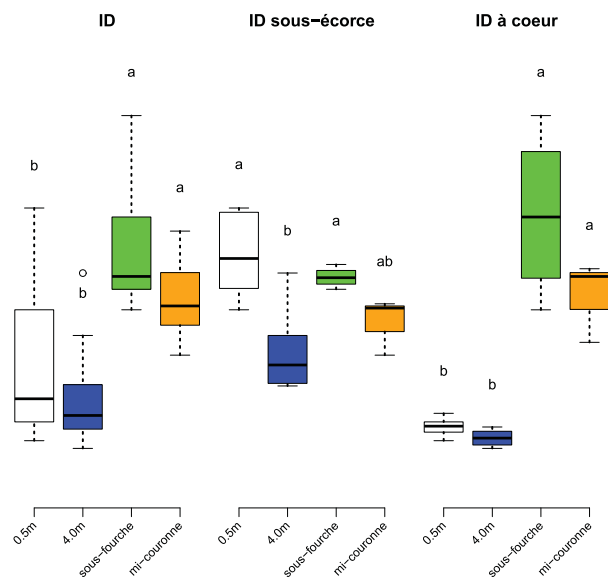 ID
ID sous−écorce
ID à coeur
a
a
b
a
a
a
b
a
ab
b
b
b
0.5m
4.0m
sous−fourche
mi−couronne
0.5m
4.0m
sous−fourche
mi−couronne
0.5m
4.0m
sous−fourche
mi−couronne